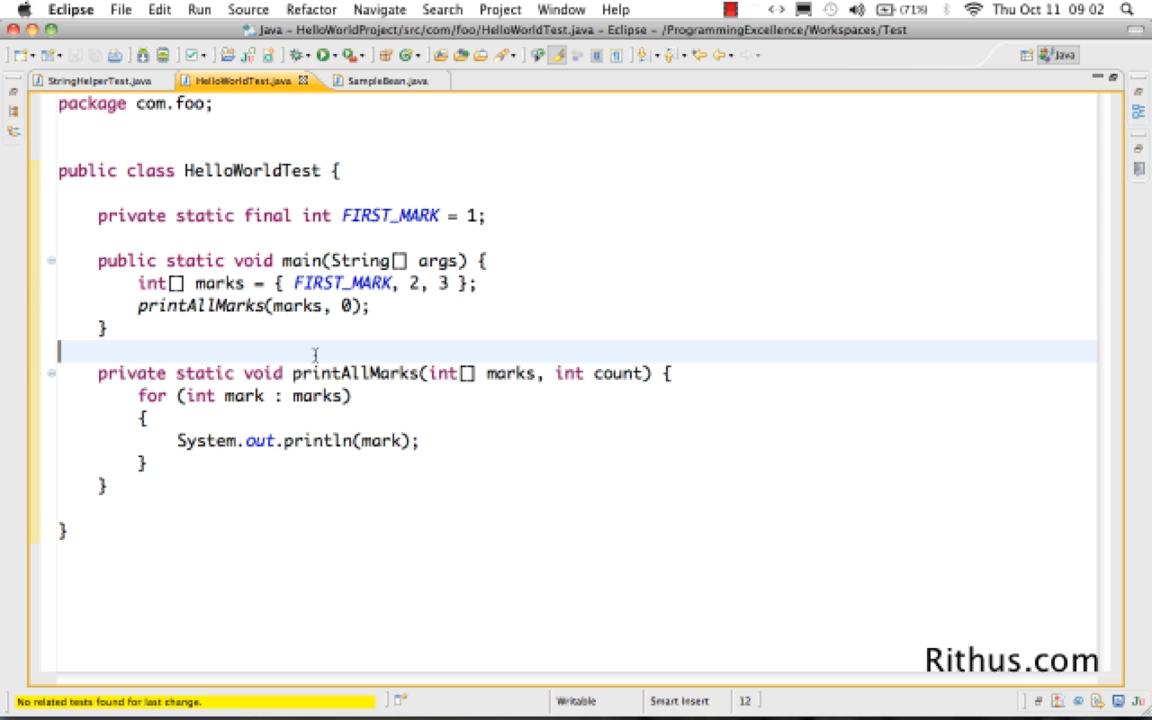 Eclipse File Edit Run Source Refactor Navigate Search Project Window Help (71%) Thu Oct 11 09 02
Java – HelloWorldProject/src/com/foo/HelloWorldTest.java – Eclipse – /ProgrammingExcellence/Workspaces/Test
Java
StringHelperTest.java HelloWorldTest.java SampleBean.java
package com.foo;
public class HelloWorldTest {
private static final int FIRST_MARK = 1;
public static void main(String[] args) {
int[] marks = { FIRST_MARK, 2, 3 };
printAllMarks(marks, 0);
}
private static void printAllMarks(int[] marks, int count) {
for (int mark : marks)
{
System.out.println(mark);
}
}
}
Rithus.com
No related tests found for last change. Writable Smart Insert 12 Ju